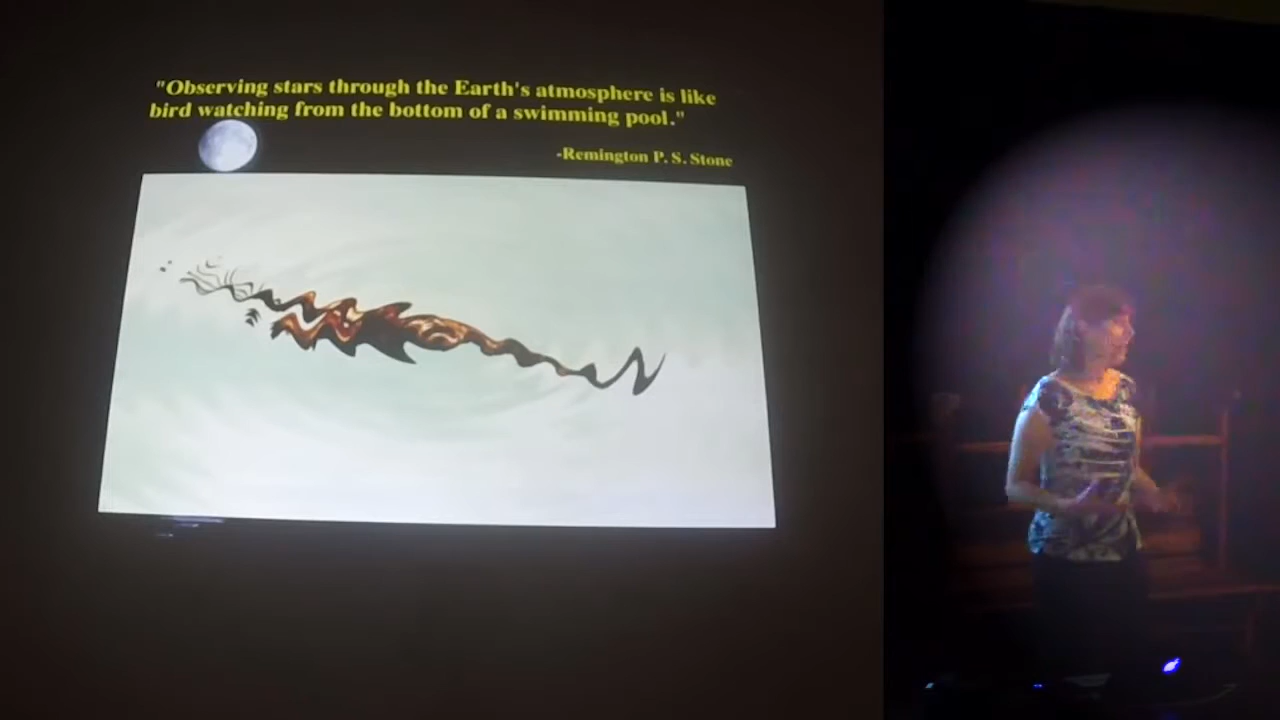 "Observing stars through the Earth's atmosphere is like
bird watching from the bottom of a swimming pool."
-Remington P. S. Stone